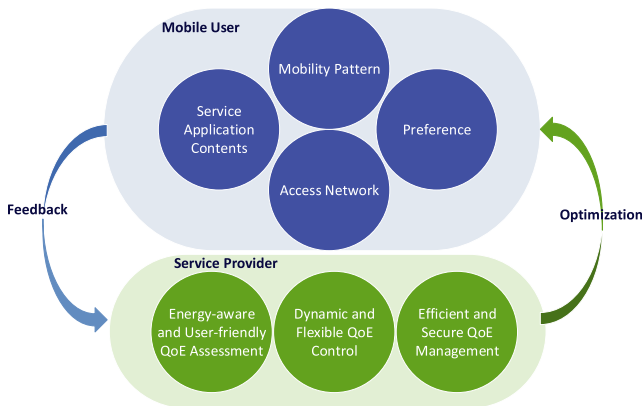 Mobile User
Mobility Pattern
Service
Application
Contents
Preference
Access Network
Feedback
Optimization
Service Provider
Energy-aware
and User-friendly
QoE Assessment
Dynamic and
Flexible QoE
Control
Efficient and
Secure QoE
Management